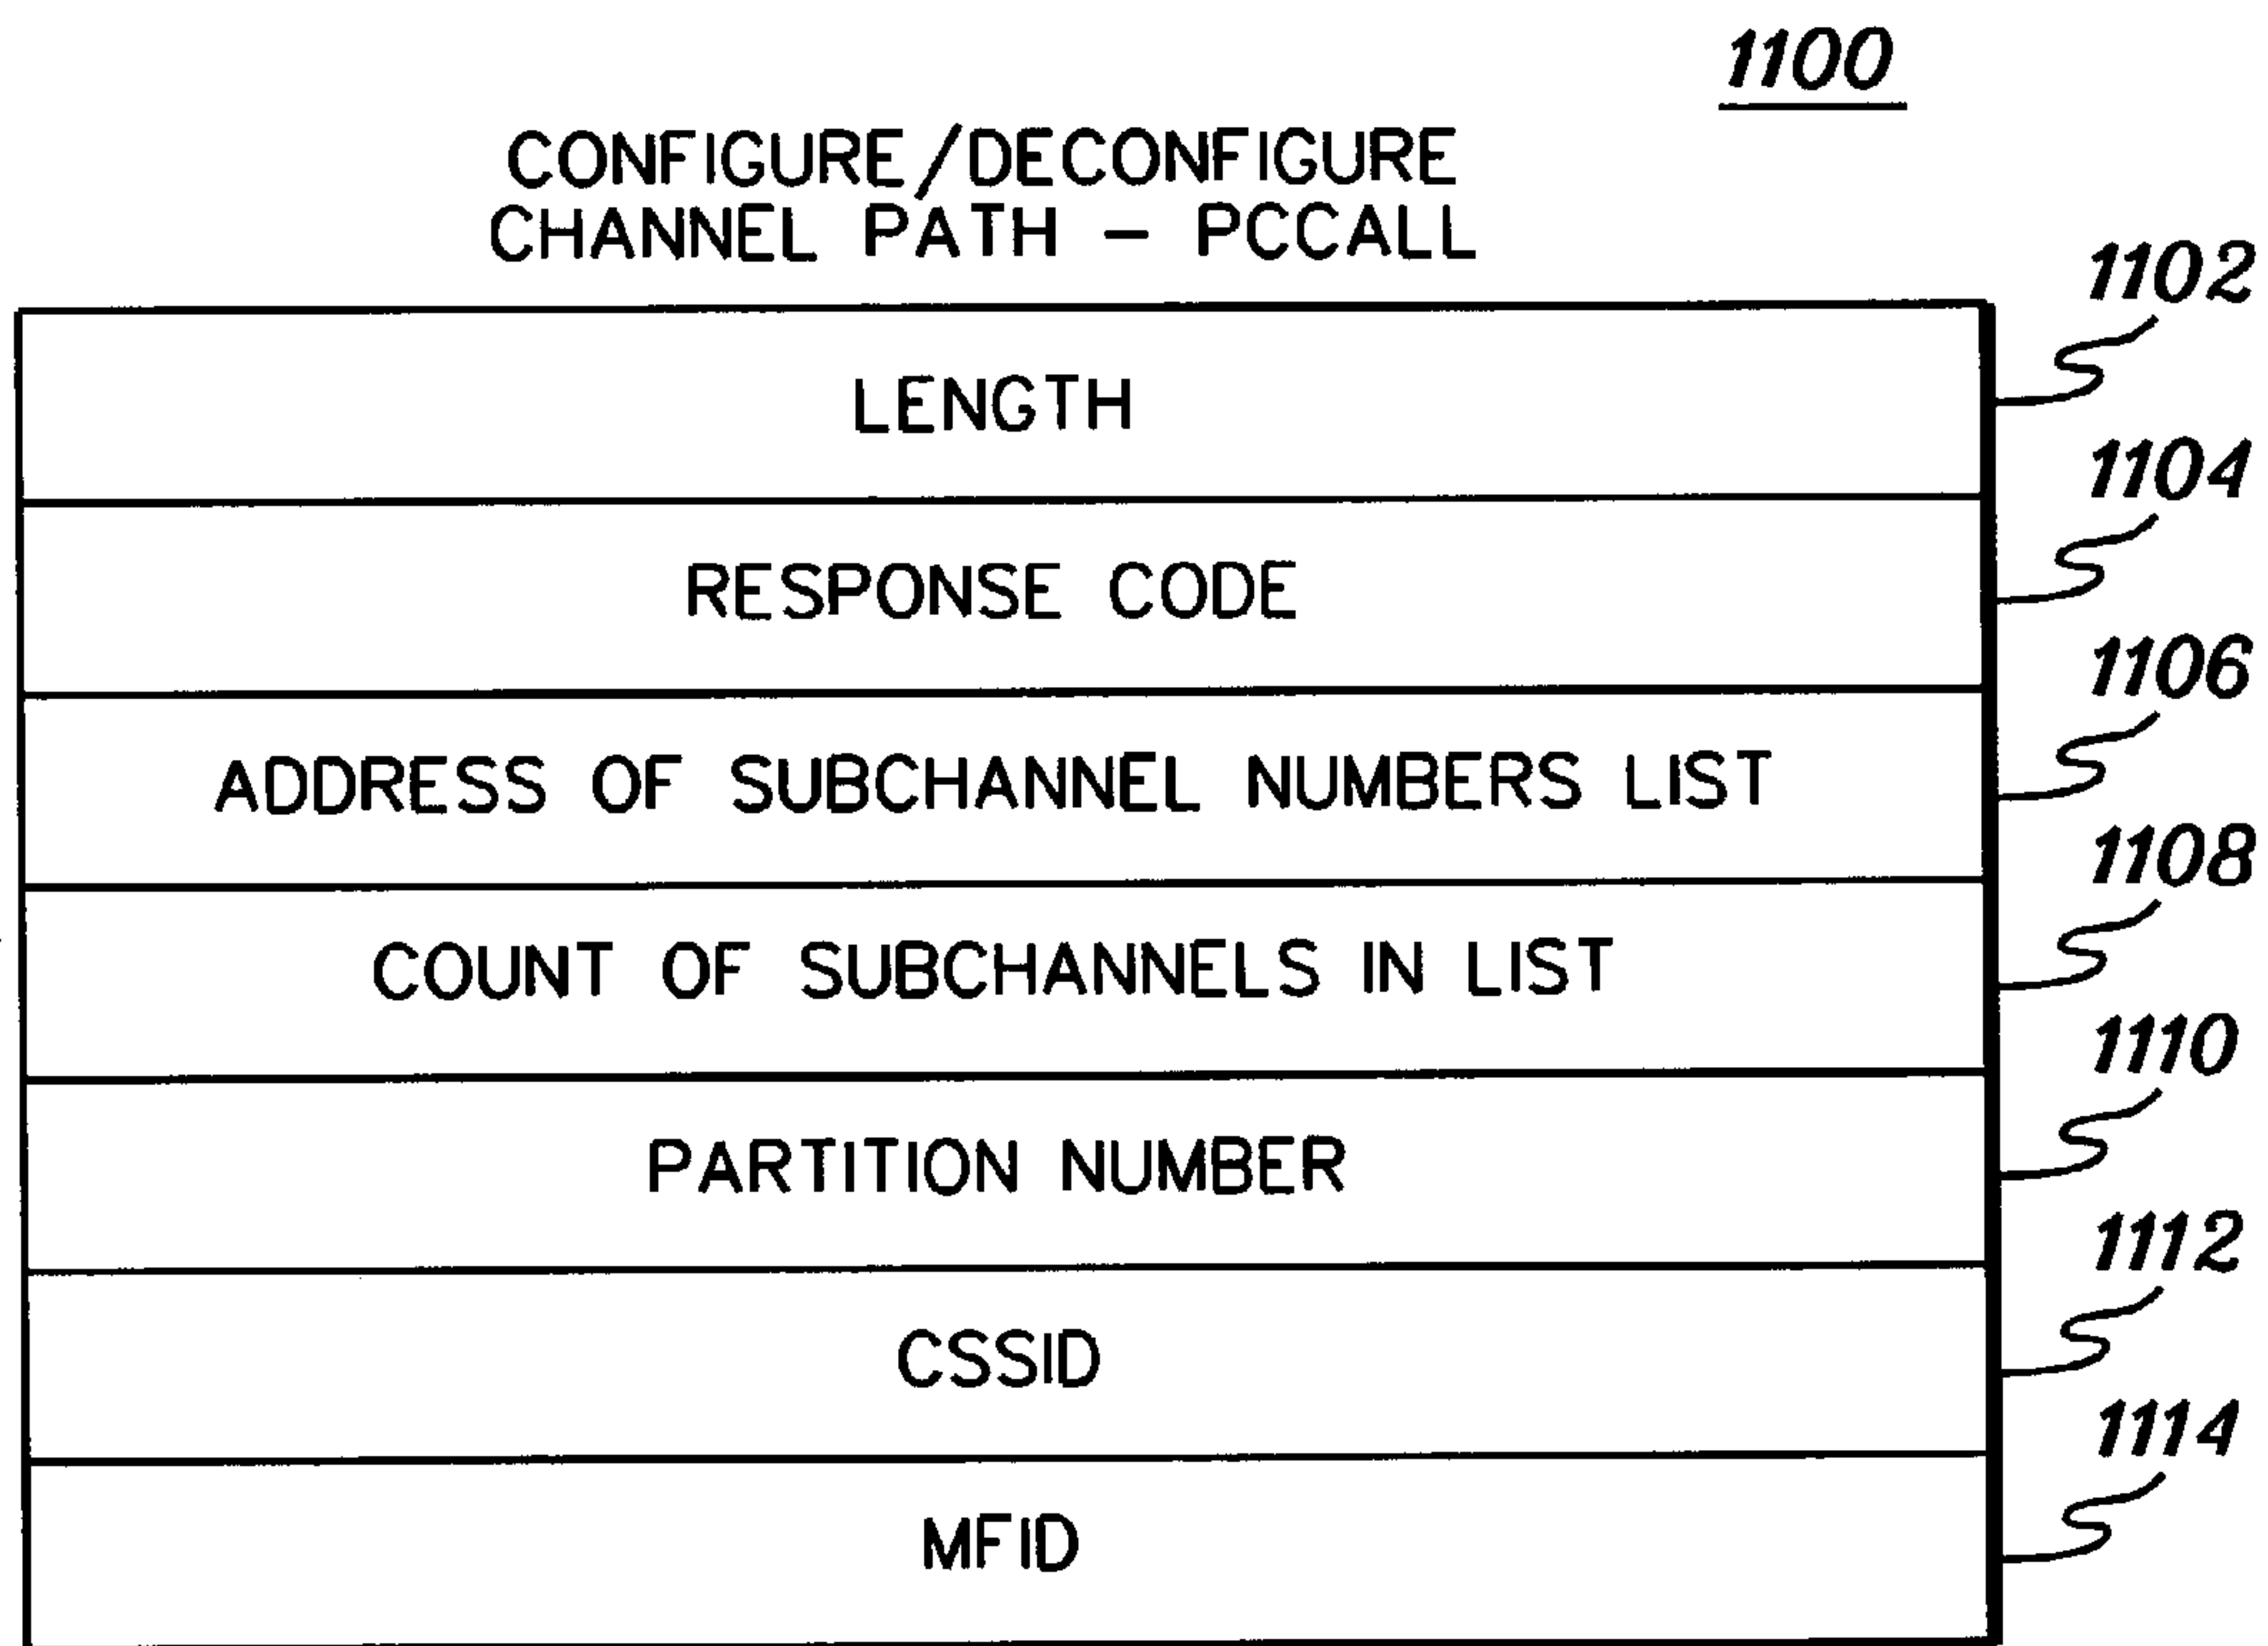 1100
CONFIGURE/DECONFIGURE
CHANNEL PATH – PCCALL
1102
LENGTH
1104
RESPONSE CODE
1106
ADDRESS OF SUBCHANNEL NUMBERS LIST
1108
COUNT OF SUBCHANNELS IN LIST
1110
PARTITION NUMBER
1112
CSSID
1114
MFID